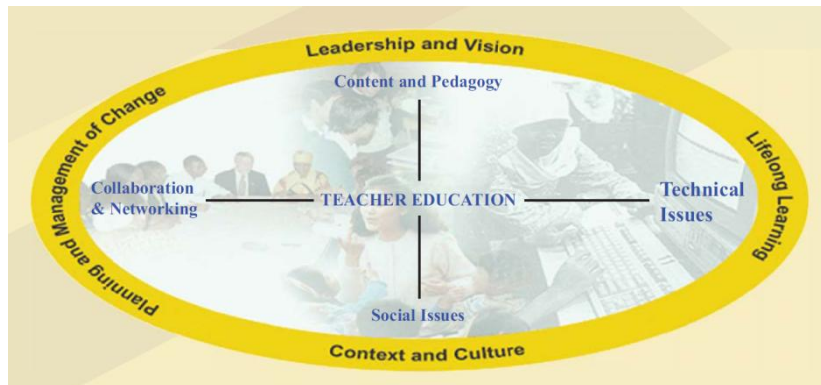 Leadership and Vision
Content and Pedagogy
Planning and Management of Change
Collaboration
& Networking
TEACHER EDUCATION
Technical
Issues
Lifelong Learning
Social Issues
Context and Culture